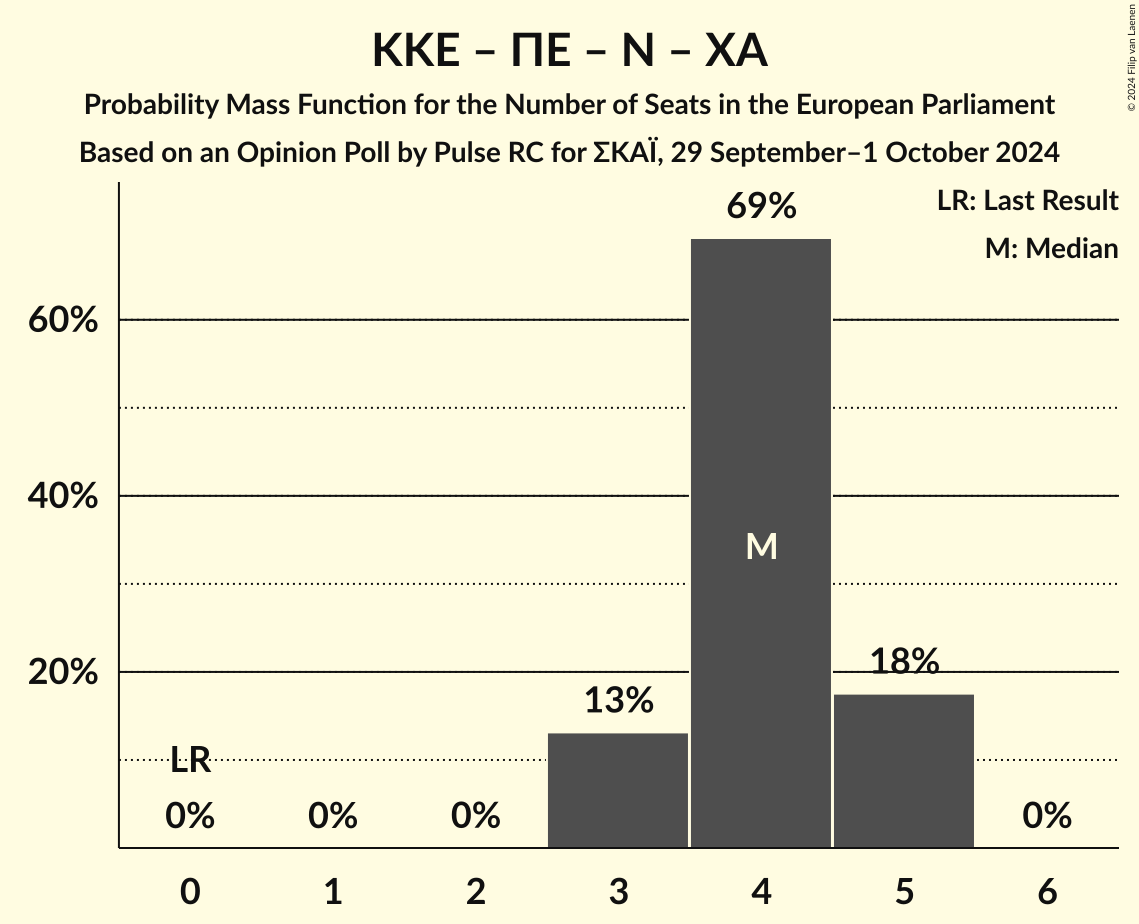 ΚΚΕ – ΠΕ – Ν – ΧΑ
Probability Mass Function for the Number of Seats in the European Parliament
Based on an Opinion Poll by Pulse RC for ΣΚΑΪ, 29 September–1 October 2024
© 2024 Filip van Laenen
LR: Last Result
M: Median
69%
60%
40%
M
20%
18%
13%
LR
0% 0% 0% 0%
0 1 2 3 4 5 6